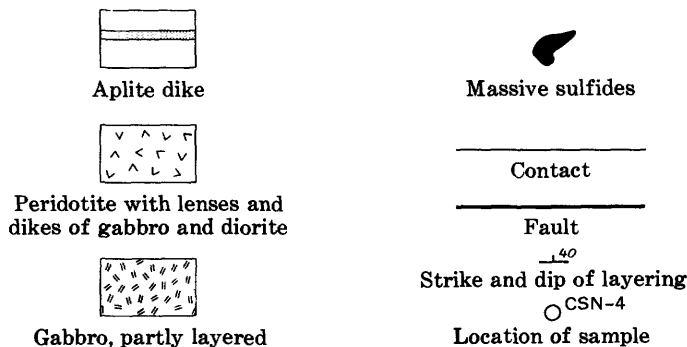 Aplite dike
Peridotite with lenses and
dikes of gabbro and diorite
Gabbro, partly layered
Massive sulfides
Contact
Fault
40
Strike and dip of layering
CSN-4
Location of sample